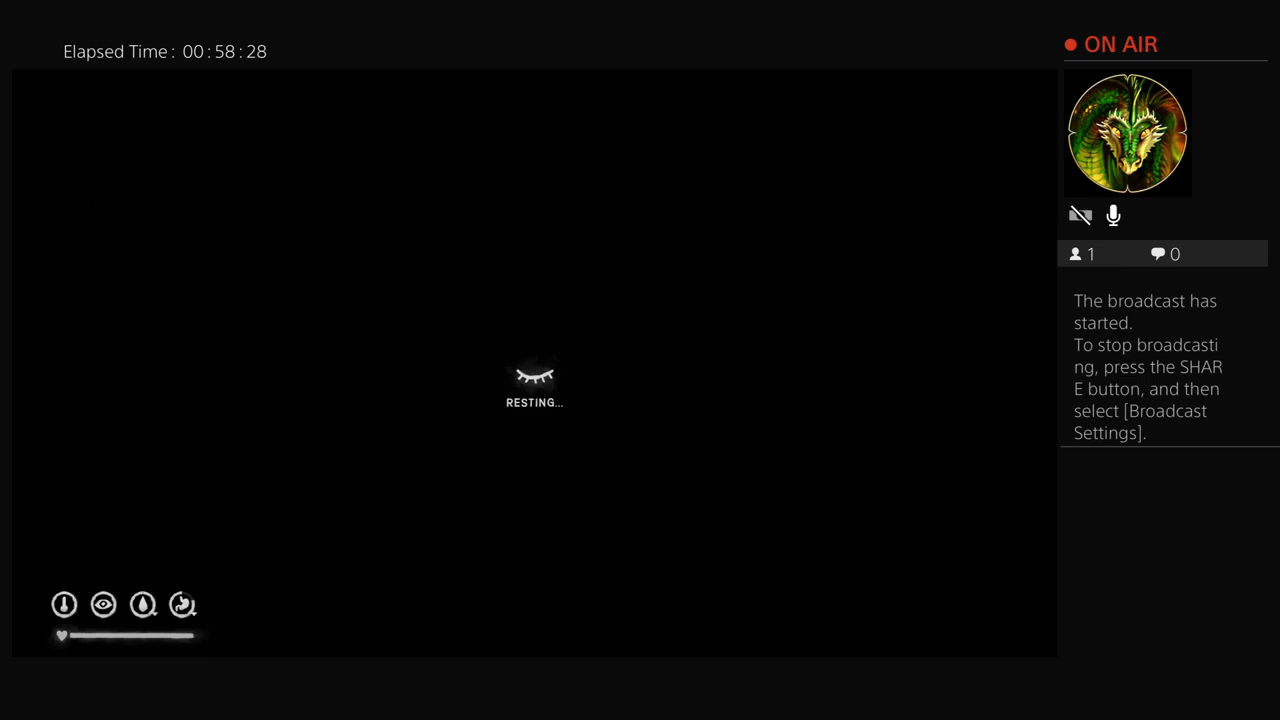 Elapsed Time : 00 : 58 : 28
ON AIR
1
0
The broadcast has
started.
To stop broadcasti
ng, press the SHAR
E button, and then
select [Broadcast
Settings].
RESTING...